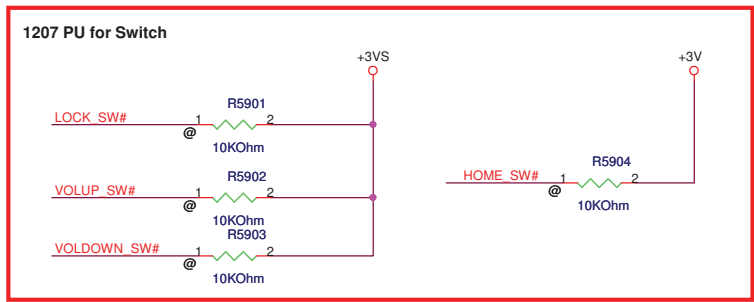 1207 PU for Switch
+3VS
+3V
R5901
LOCK_SW#
1
2
@
10KOhm
R5902
VOLUP_SW#
1
2
@
10KOhm
R5903
VOLDOWN_SW#
1
2
@
10KOhm
R5904
HOME_SW#
1
2
@
10KOhm